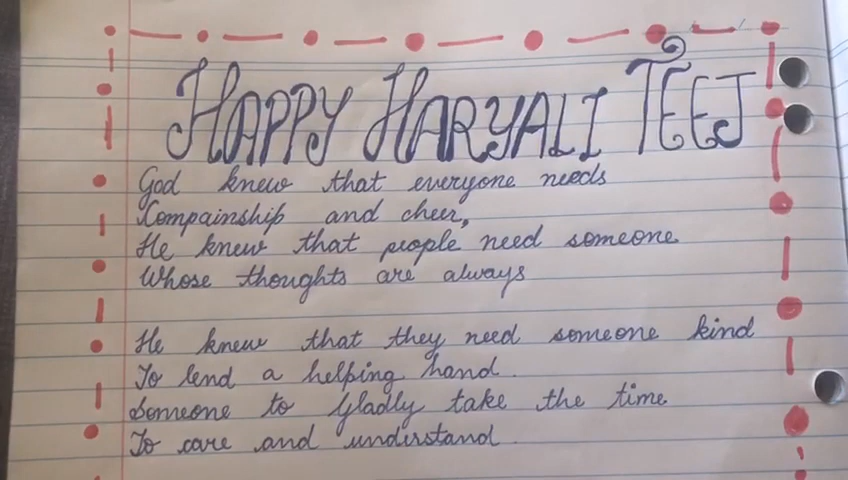 HAPPY HARYALI TEEJ
God knew that everyone needs
Compainship and cheer,
He knew that people need someone
Whose thoughts are always
He knew that they need someone kind
To lend a helping hand.
Someone to Gladly take the time
To care and understand.